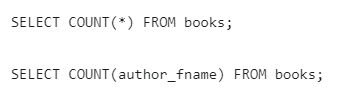 SELECT COUNT(*) FROM books;
SELECT COUNT(author_fname) FROM books;